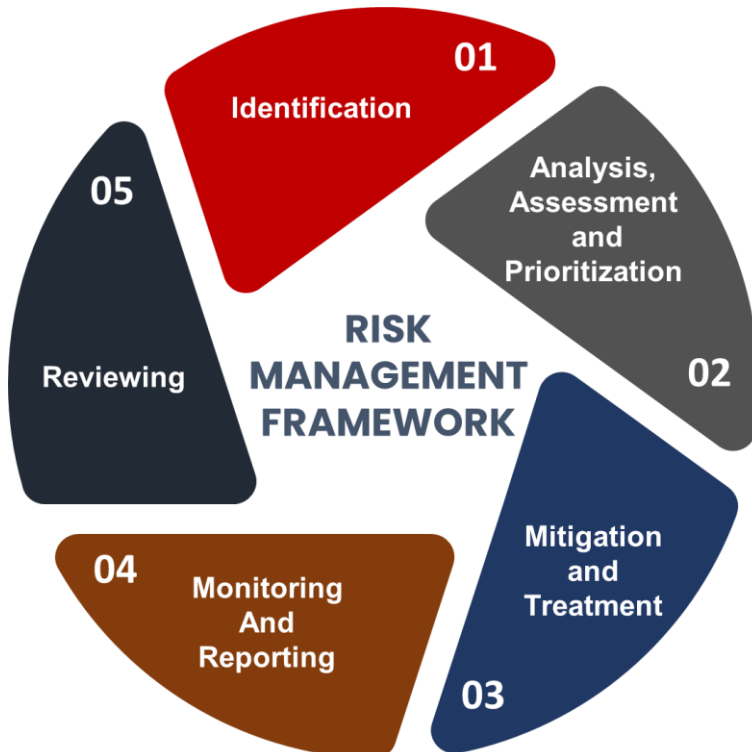 01
Identification
Analysis,
Assessment
and
Prioritization
02
Mitigation
and
Treatment
03
04
Monitoring
And
Reporting
05
Reviewing
RISK
MANAGEMENT
FRAMEWORK